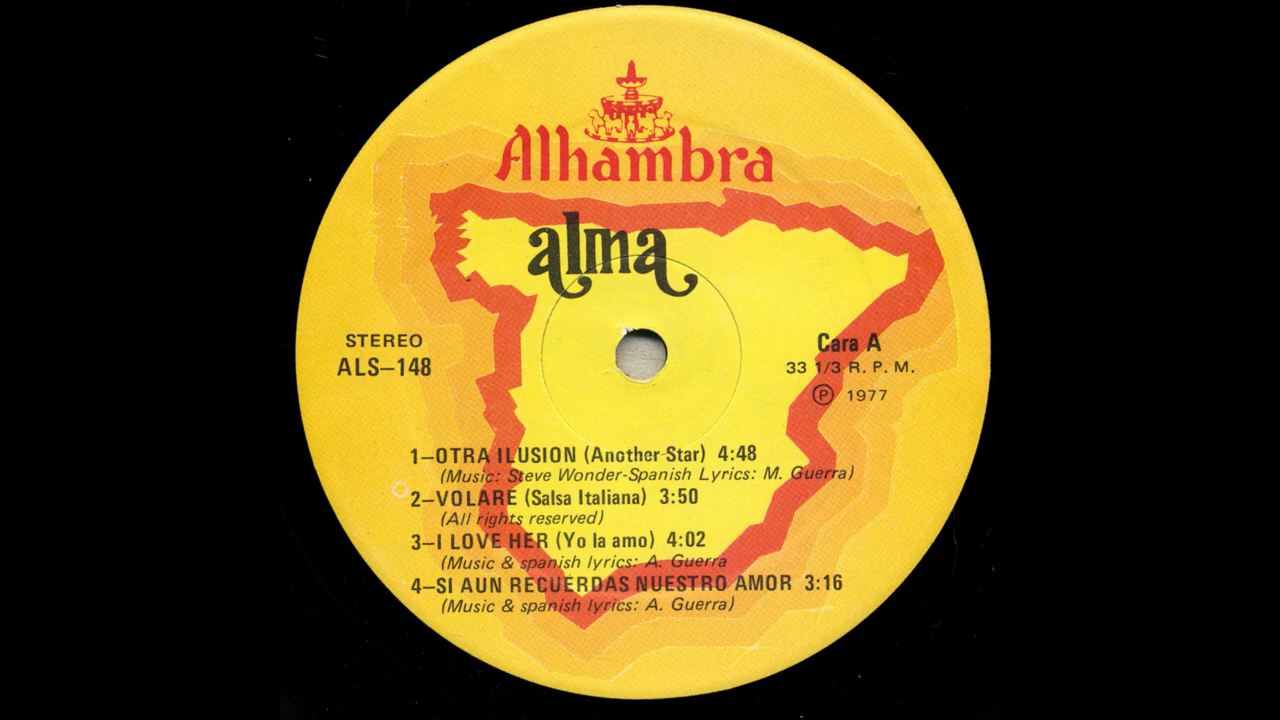 Alhambra
alma
STEREO
ALS—148
Cara A
33 1/3 R. P. M.
Ⓟ 1977
1—OTRA ILUSION (Another Star) 4:48
(Music: Steve Wonder-Spanish Lyrics: M. Guerra)
2—VOLARE (Salsa Italiana) 3:50
(All rights reserved)
3—I LOVE HER (Yo la amo) 4:02
(Music & spanish lyrics: A. Guerra
4—SI AUN RECUERDAS NUESTRO AMOR 3:16
(Music & spanish lyrics: A. Guerra)